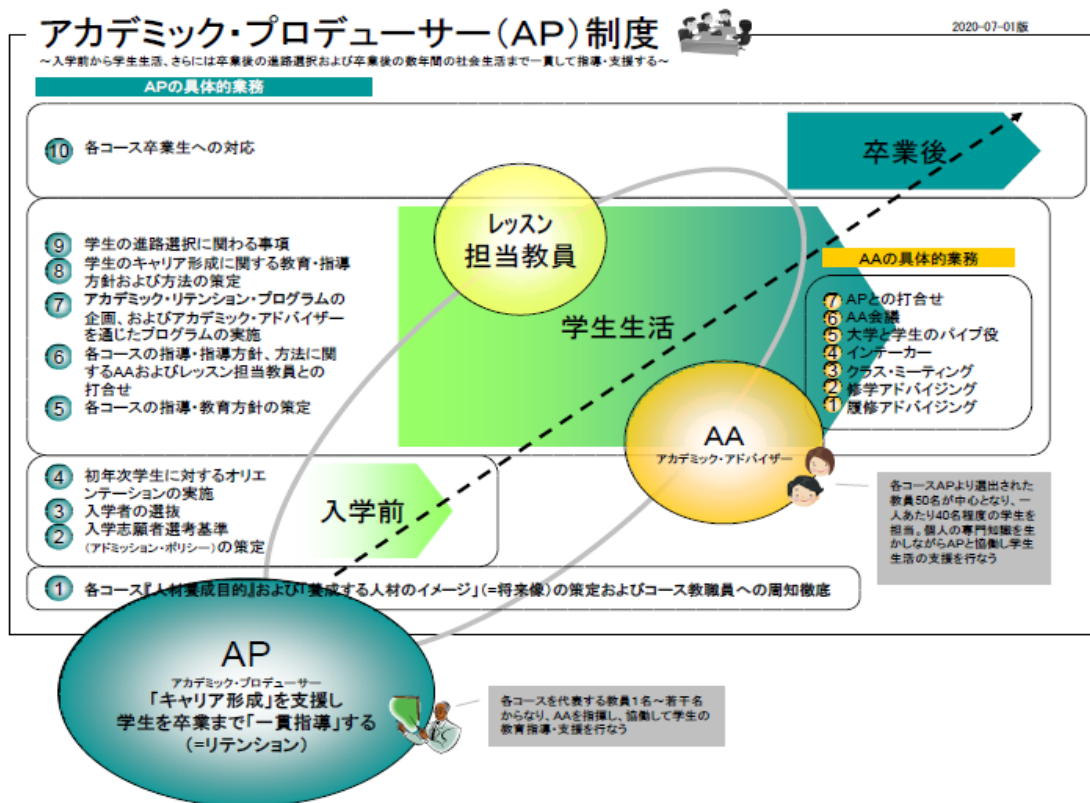 アカデミック・プロデューサー(AP)制度
2020-07-01版
～入学前から学生生活、さらには卒業後の進路選択および卒業後の数年間の社会生活まで一貫して指導・支援する～
APの具体的業務
⑩ 各コース卒業生への対応
卒業後
レッスン
担当教員
⑨ 学生の進路選択に関わる事項
⑧ 学生のキャリア形成に関する教育・指導
方針および方法の策定
⑦ アカデミック・リテンション・プログラムの
企画、およびアカデミック・アドバイザー
を通じたプログラムの実施
⑥ 各コースの指導・指導方針、方法に関
するAAおよびレッスン担当教員との
打合せ
⑤ 各コースの指導・教育方針の策定
学生生活
AAの具体的業務
⑦ APとの打合せ
⑥ AA会議
⑤ 大学と学生のパイプ役
④ インテーカー
③ クラス・ミーティング
② 修学アドバイジング
① 履修アドバイジング
AA
アカデミック・アドバイザー
各コースAPより選出された
教員50名が中心となり、一
人あたり40名程度の学生を
担当。個人の専門知識を生
かしながらAPと協働し学生
生活の支援を行なう
④ 初年次学生に対するオリエ
ンテーションの実施
③ 入学者の選抜
② 入学志願者選考基準
(アドミッション・ポリシー)の策定
入学前
① 各コース『人材養成目的』および「養成する人材のイメージ」(=将来像)の策定およびコース教職員への周知徹底
AP
アカデミック・プロデューサー
「キャリア形成」を支援し
学生を卒業まで「一貫指導」する
(=リテンション)
各コースを代表する教員1名～若干名
からなり、AAを指揮し、協働して学生の
教育指導・支援を行なう